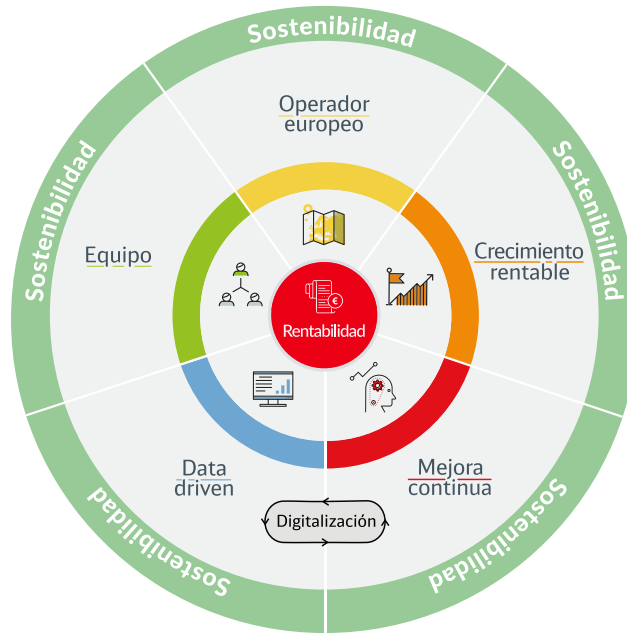 Sostenibilidad
Operador
europeo
Sostenibilidad
Sostenibilidad
Equipo
Crecimiento
rentable
€
Rentabilidad
Data
driven
Mejora
continua
Digitalización
Sostenibilidad
Sostenibilidad